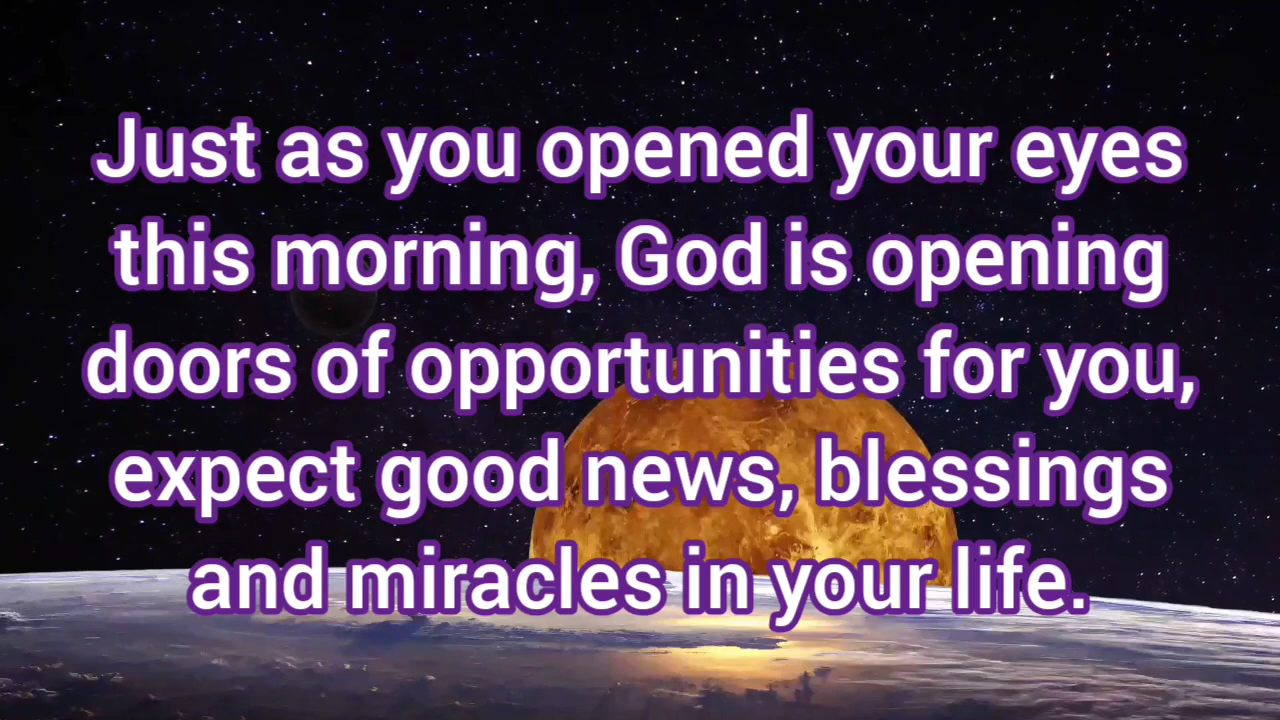 Just as you opened your eyes
this morning, God is opening
doors of opportunities for you,
expect good news, blessings
and miracles in your life.